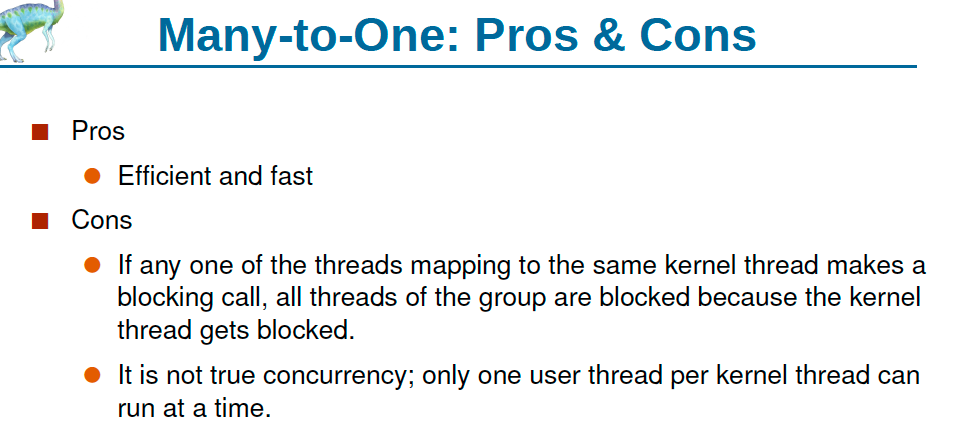 Many-to-One: Pros & Cons
Pros
Efficient and fast
Cons
If any one of the threads mapping to the same kernel thread makes a
blocking call, all threads of the group are blocked because the kernel
thread gets blocked.
It is not true concurrency; only one user thread per kernel thread can
run at a time.